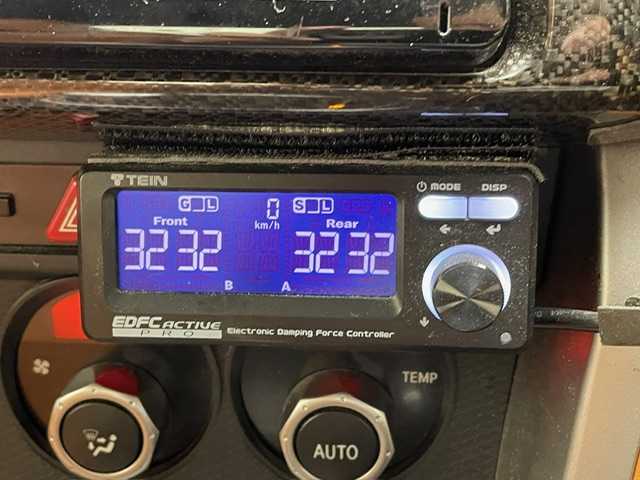 TEIN
MODE DISP
G L 0 S L
km/h
Front Rear
32 32 32 32
B A
EDFC ACTIVE
PRO
Electronic Damping Force Controller
TEMP
AUTO